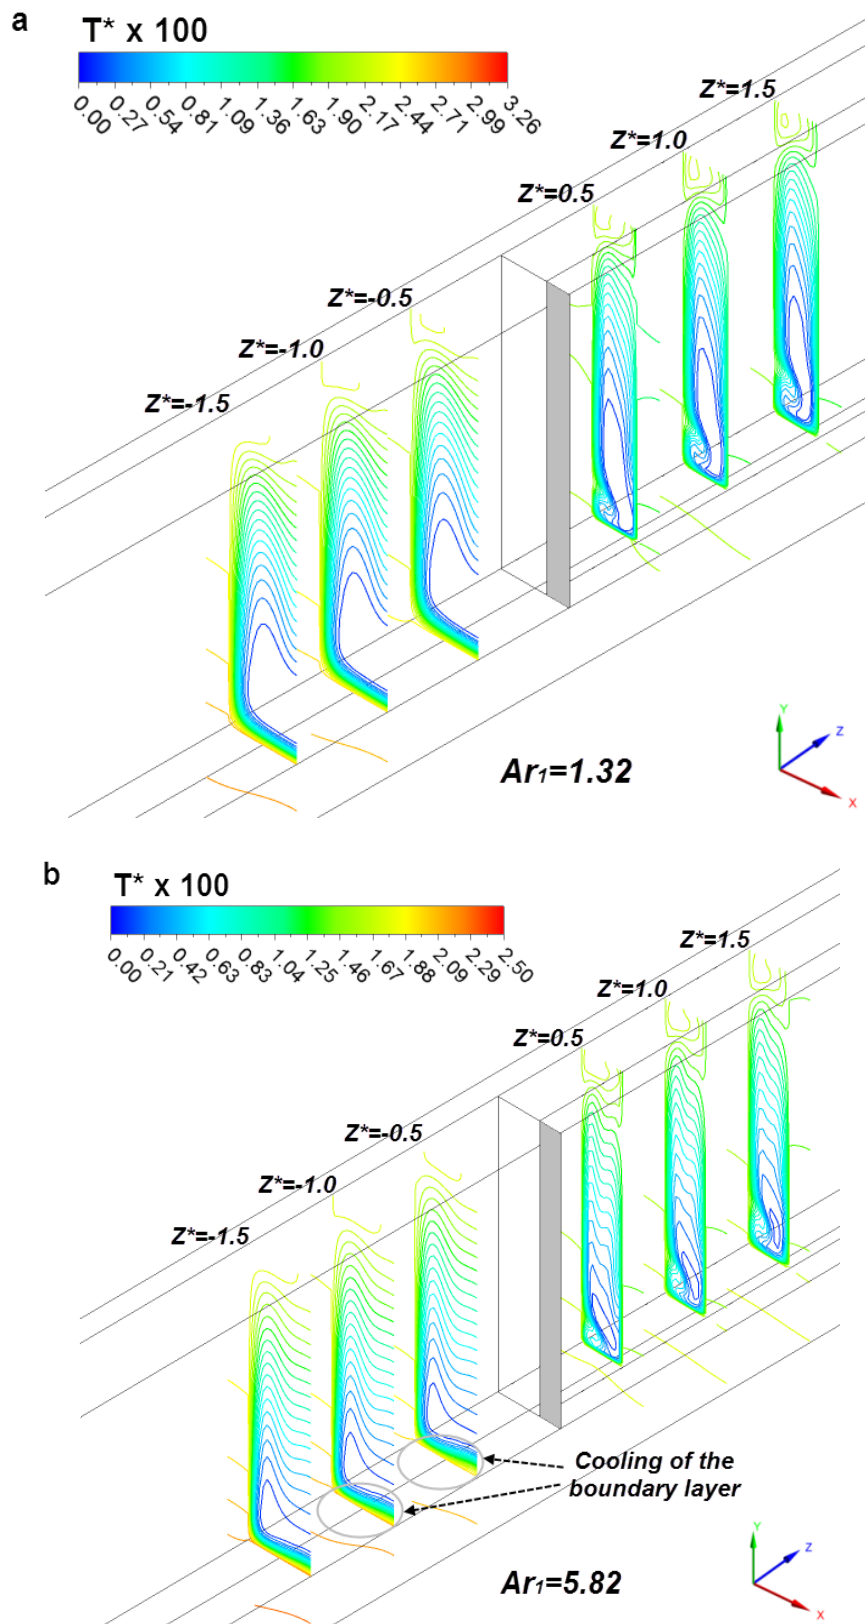 a
T* x 100
0.00 0.27 0.54 0.81 1.09 1.36 1.63 1.90 2.17 2.44 2.71 2.99 3.26
Z*=1.5
Z*=1.0
Z*=0.5
Z*=-0.5
Z*=-1.0
Z*=-1.5
Ar1=1.32
Y
Z
X
b
T* x 100
0.00 0.21 0.42 0.63 0.83 1.04 1.25 1.46 1.67 1.88 2.09 2.29 2.50
Z*=1.5
Z*=1.0
Z*=0.5
Z*=-0.5
Z*=-1.0
Z*=-1.5
Cooling of the
boundary layer
Ar1=5.82
Y
Z
X